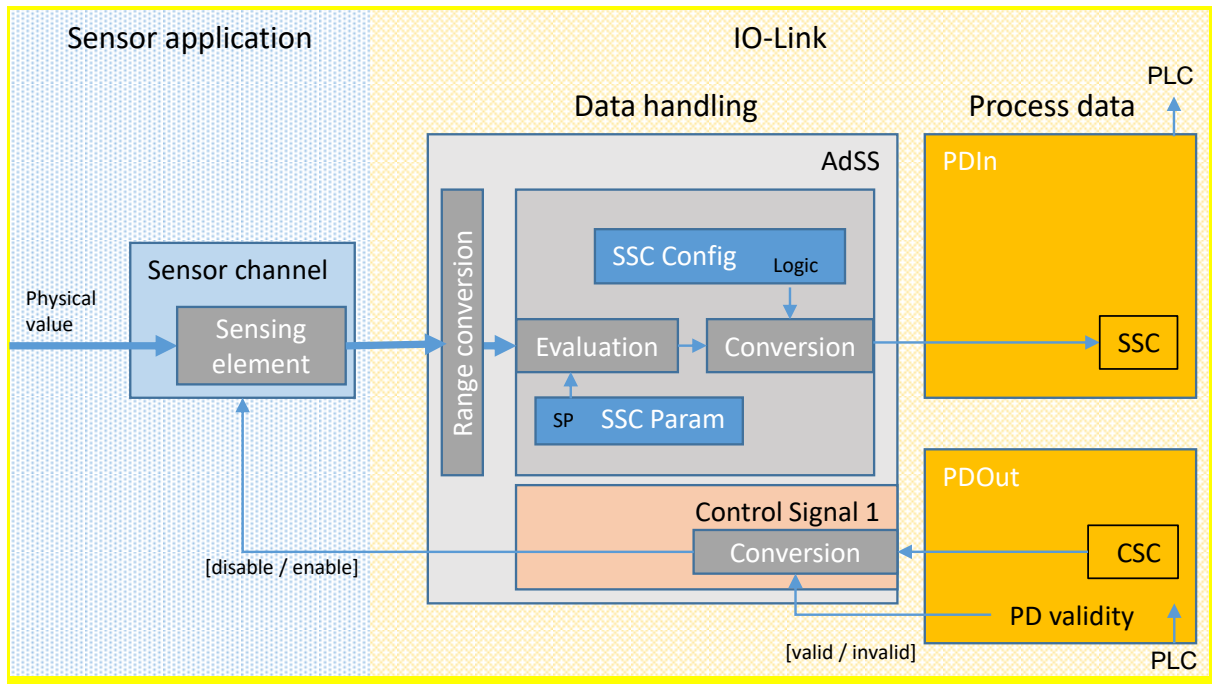 Sensor application
IO-Link
PLC
Data handling
Process data
AdSS
PDIn
SSC Config
Logic
Sensor channel
Physical
value
Sensing
element
Range conversion
Evaluation
Conversion
SSC
SP
SSC Param
PDOut
Control Signal 1
Conversion
CSC
[disable / enable]
PD validity
[valid / invalid]
PLC